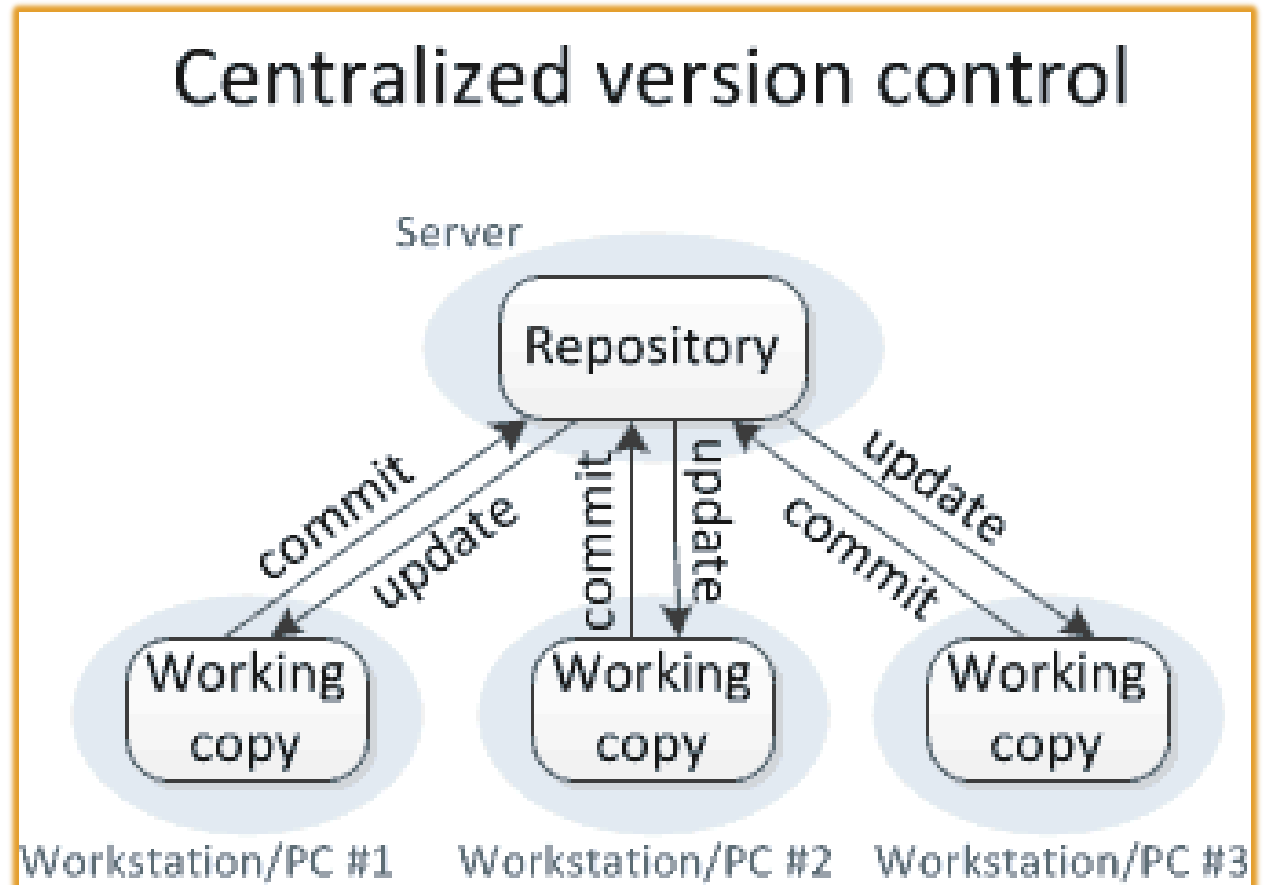 Centralized version control
Server
Repository
commit
update
commit
update
update
commit
Working
copy
Working
copy
Working
copy
Workstation/PC #1
Workstation/PC #2
Workstation/PC #3